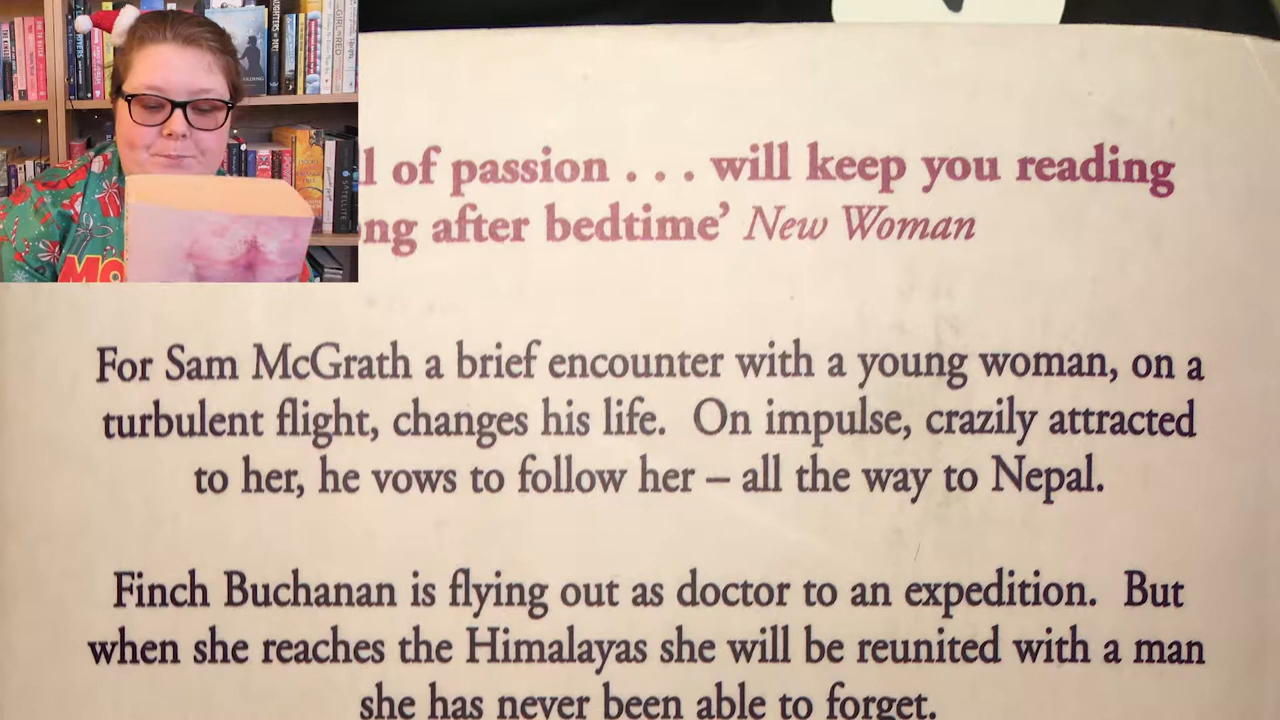 l of passion . . . will keep you reading
ng after bedtime’ New Woman
For Sam McGrath a brief encounter with a young woman, on a
turbulent flight, changes his life. On impulse, crazily attracted
to her, he vows to follow her – all the way to Nepal.
Finch Buchanan is flying out as doctor to an expedition. But
when she reaches the Himalayas she will be reunited with a man
she has never been able to forget.